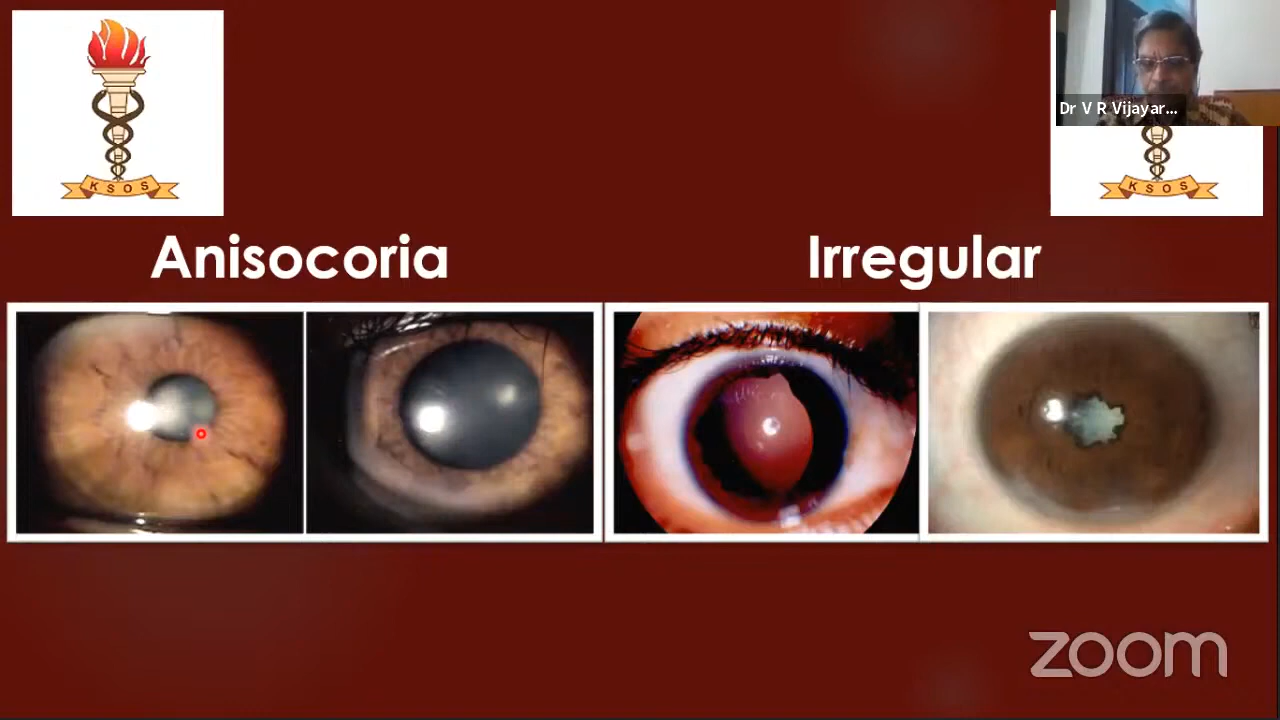 KSOS
Dr V R Vijayar...
KSOS
Anisocoria
Irregular
zoom